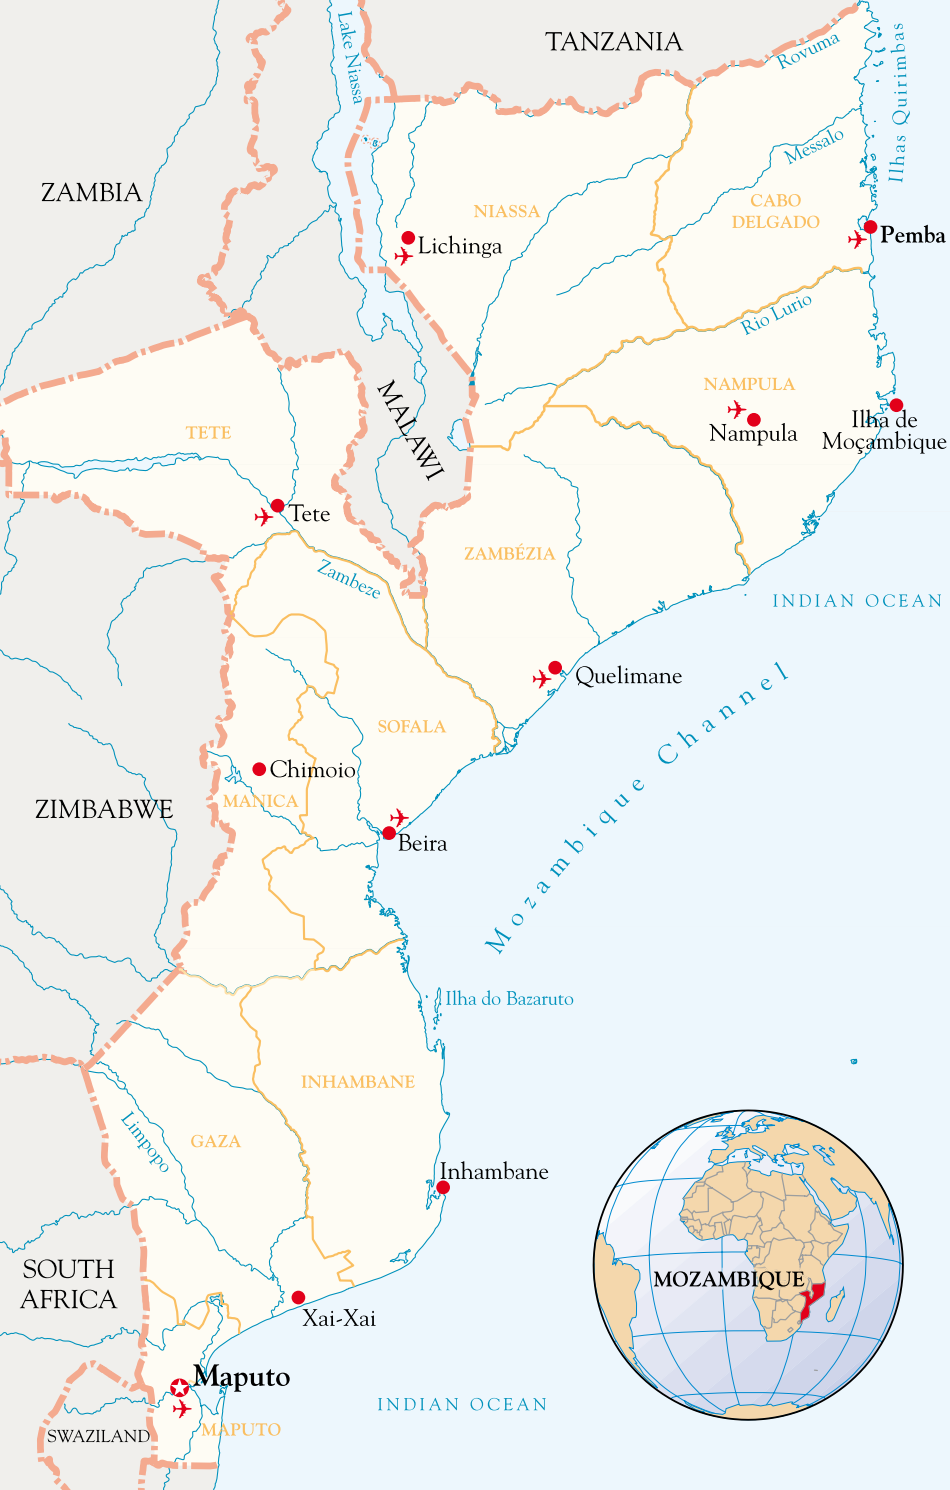 TANZANIA
Lake Niassa
Rovuma
Ilhas Quirimbas
Messalo
ZAMBIA
NIASSA
CABO
DELGADO
Lichinga
Pemba
Rio Lurio
NAMPULA
MALAWI
Nampula
Ilha de
Moçambique
TETE
Tete
ZAMBÉZIA
Zambeze
INDIAN OCEAN
Quelimane
Mozambique Channel
SOFALA
Chimoio
MANICA
ZIMBABWE
Beira
Ilha do Bazaruto
INHAMBANE
Limpopo
GAZA
Inhambane
SOUTH
AFRICA
MOZAMBIQUE
Xai-Xai
Maputo
INDIAN OCEAN
MAPUTO
SWAZILAND